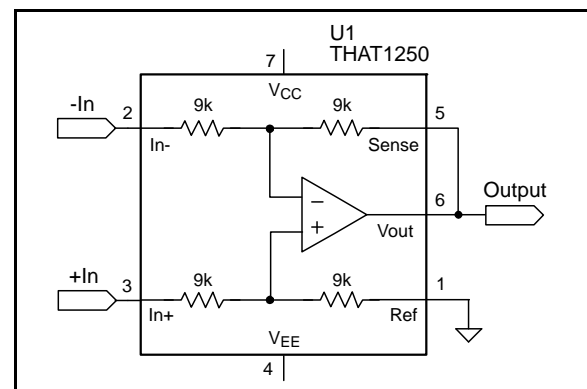 U1
THAT1250
7
VCC
-In
2
9k
9k
5
In-
Sense
−
Output
6
+
Vout
+In
3
9k
9k
1
In+
Ref
VEE
4